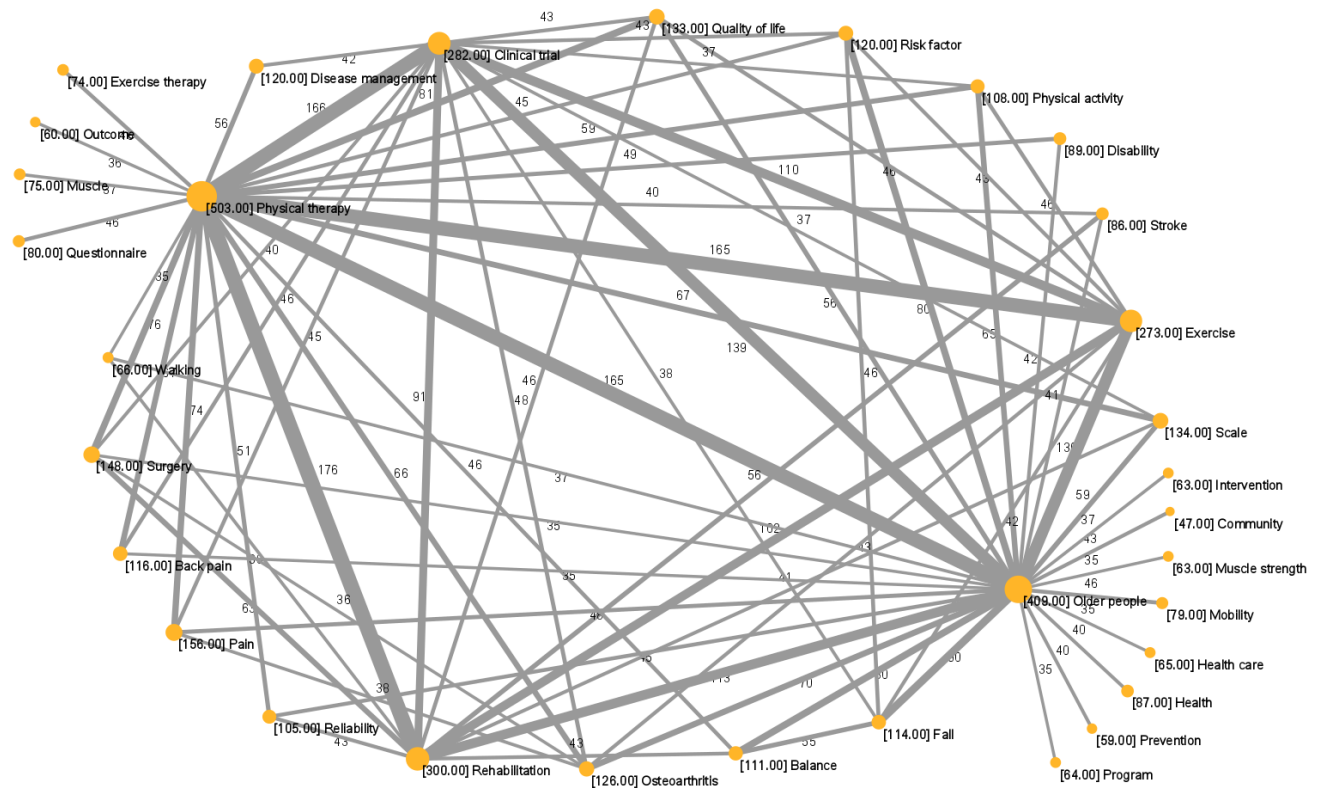 43
43
[133.00] Quality of life
[120.00] Risk factor
37
[282.00] Clinical trial
42
[120.00] Disease management
[74.00] Exercise therapy
81
45
[108.00] Physical activity
166
56
59
[60.00] Outcome
49
[89.00] Disability
36
110
46
[75.00] Muscle
40
[503.00] Physical therapy
46
37
[86.00] Stroke
46
[80.00] Questionnaire
40
165
35
46
67
56
80
[273.00] Exercise
76
45
65
139
42
[66.00] Walking
38
46
165
46
91
48
41
74
[134.00] Scale
139
51
176
66
46
37
56
[148.00] Surgery
[63.00] Intervention
59
35
102
42
37
[47.00] Community
43
[116.00] Back pain
35
[63.00] Muscle strength
35
41
46
36
[409.00] Older people
35
[79.00] Mobility
40
[156.00] Pain
[65.00] Health care
40
35
113
70
38
[87.00] Health
[105.00] Reliability
43
43
35
[114.00] Fall
[59.00] Prevention
[300.00] Rehabilitation
[111.00] Balance
[126.00] Osteoarthritis
[64.00] Program